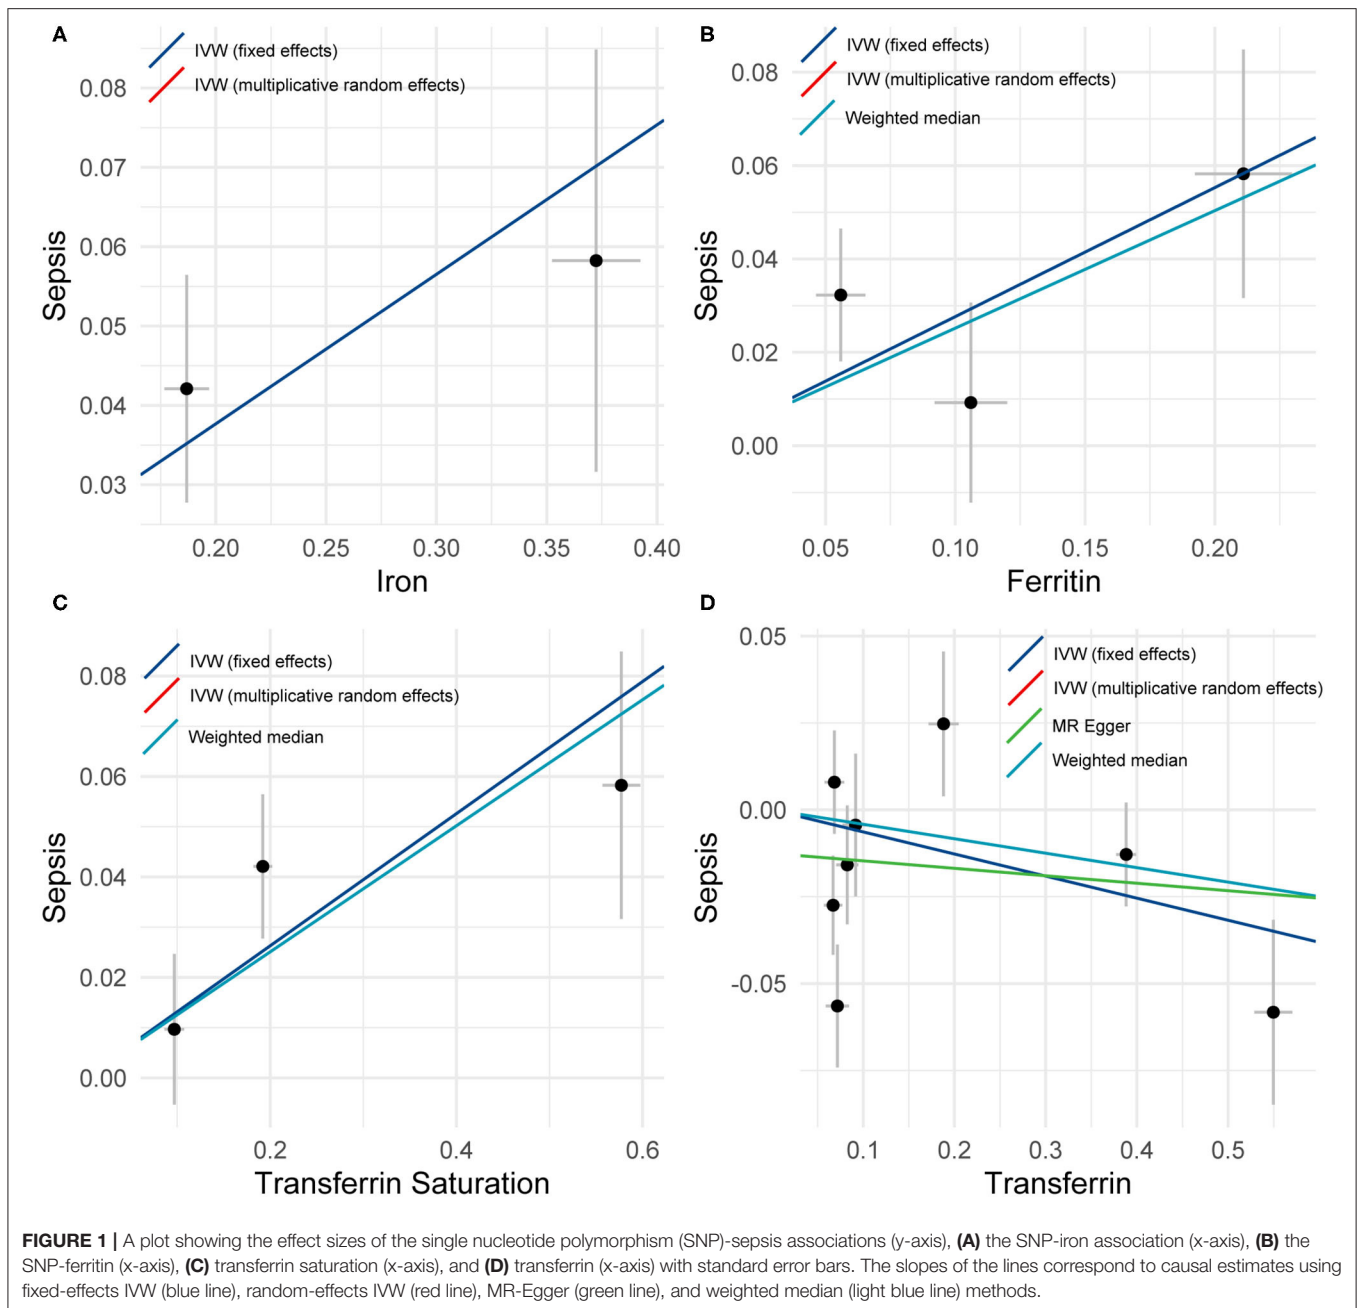 A
IVW (fixed effects)
IVW (multiplicative random effects)
0.08
0.07
0.06
0.05
0.04
0.03
Sepsis
0.20 0.25 0.30 0.35 0.40
Iron
B
IVW (fixed effects)
IVW (multiplicative random effects)
Weighted median
0.08
0.06
0.04
0.02
0.00
Sepsis
0.05 0.10 0.15 0.20
Ferritin
C
IVW (fixed effects)
IVW (multiplicative random effects)
Weighted median
0.08
0.06
0.04
0.02
0.00
Sepsis
0.2 0.4 0.6
Transferrin Saturation
D
IVW (fixed effects)
IVW (multiplicative random effects)
MR Egger
Weighted median
0.05
0.00
-0.05
Sepsis
0.1 0.2 0.3 0.4 0.5
Transferrin
FIGURE 1 | A plot showing the effect sizes of the single nucleotide polymorphism (SNP)-sepsis associations (y-axis), (A) the SNP-iron association (x-axis), (B) the
SNP-ferritin (x-axis), (C) transferrin saturation (x-axis), and (D) transferrin (x-axis) with standard error bars. The slopes of the lines correspond to causal estimates using
fixed-effects IVW (blue line), random-effects IVW (red line), MR-Egger (green line), and weighted median (light blue line) methods.